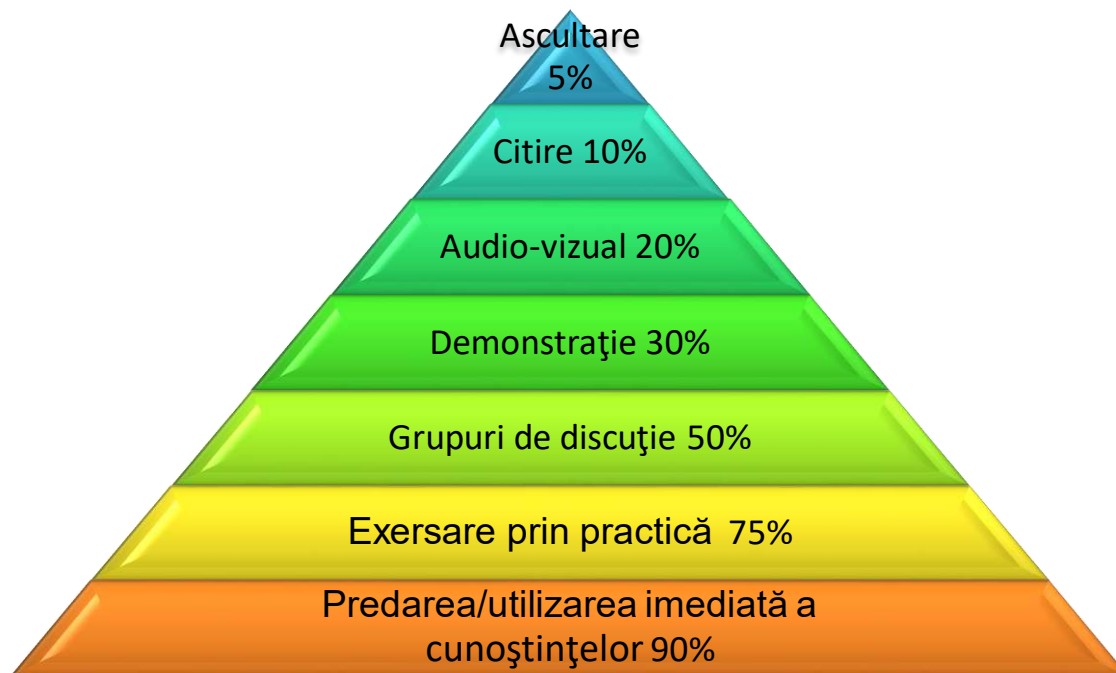 Ascultare
5%
Citire 10%
Audio-vizual 20%
Demonstraţie 30%
Grupuri de discuţie 50%
Exersare prin practică 75%
Predarea/utilizarea imediată a
cunoştinţelor 90%